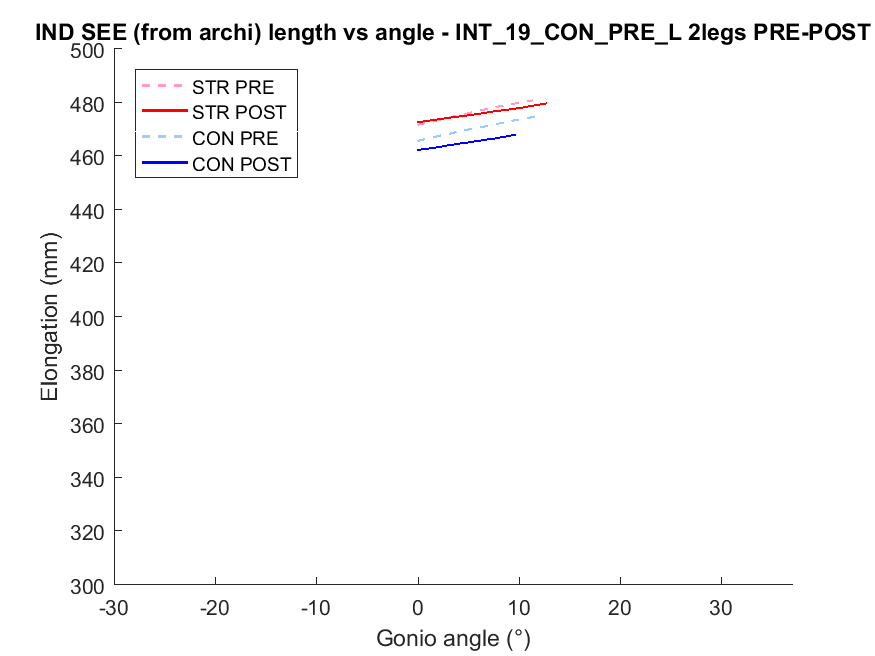 IND SEE (from archi) length vs angle - INT_19_CON_PRE_L 2legs PRE-POST
500
480
460
440
420
400
380
360
340
320
300
Elongation (mm)
STR PRE
STR POST
CON PRE
CON POST
-30
-20
-10
0
10
20
30
Gonio angle (°)